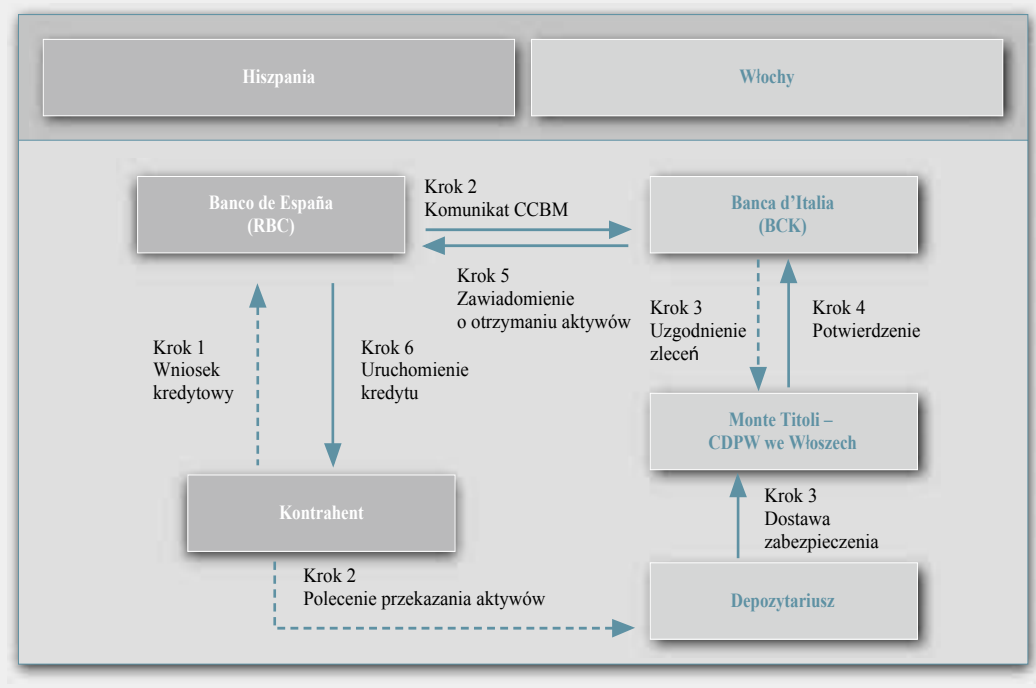 Hiszpania
Włochy
Banco de España
(RBC)
Krok 2
Komunikat CCBM
Banca d’Italia
(BCK)
Krok 5
Zawiadomienie
o otrzymaniu aktywów
Krok 3
Uzgodnienie
zleceń
Krok 4
Potwierdzenie
Krok 1
Wniosek
kredytowy
Krok 6
Uruchomienie
kredytu
Monte Titoli –
CDPW we Włoszech
Kontrahent
Krok 3
Dostawa
zabezpieczenia
Krok 2
Polecenie przekazania aktywów
Depozytariusz